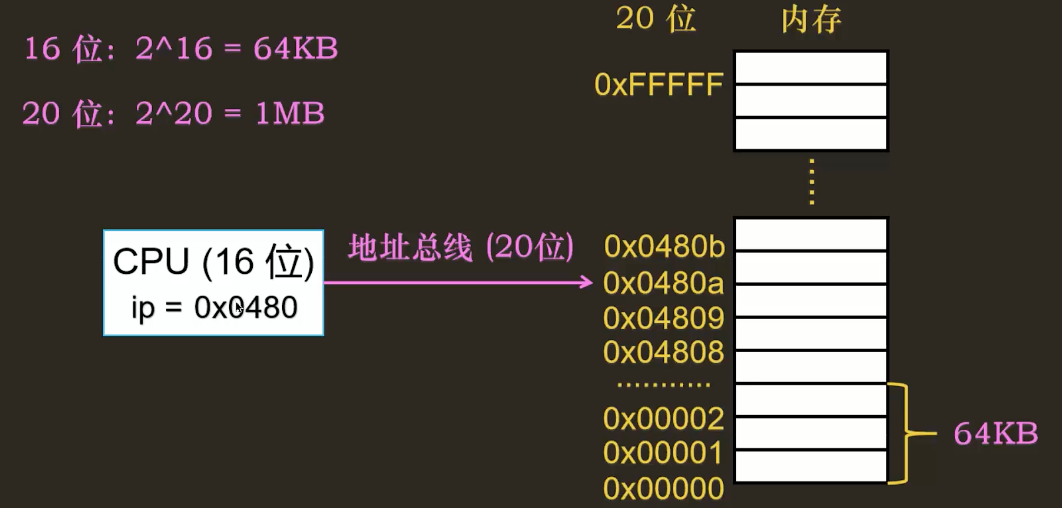 16 位：2^16 = 64KB
20 位：2^20 = 1MB
20 位
内存
0xFFFFF
CPU (16 位)
ip = 0x0480
地址总线 (20位)
0x0480b
0x0480a
0x04809
0x04808
............
0x00002
0x00001
0x00000
64KB